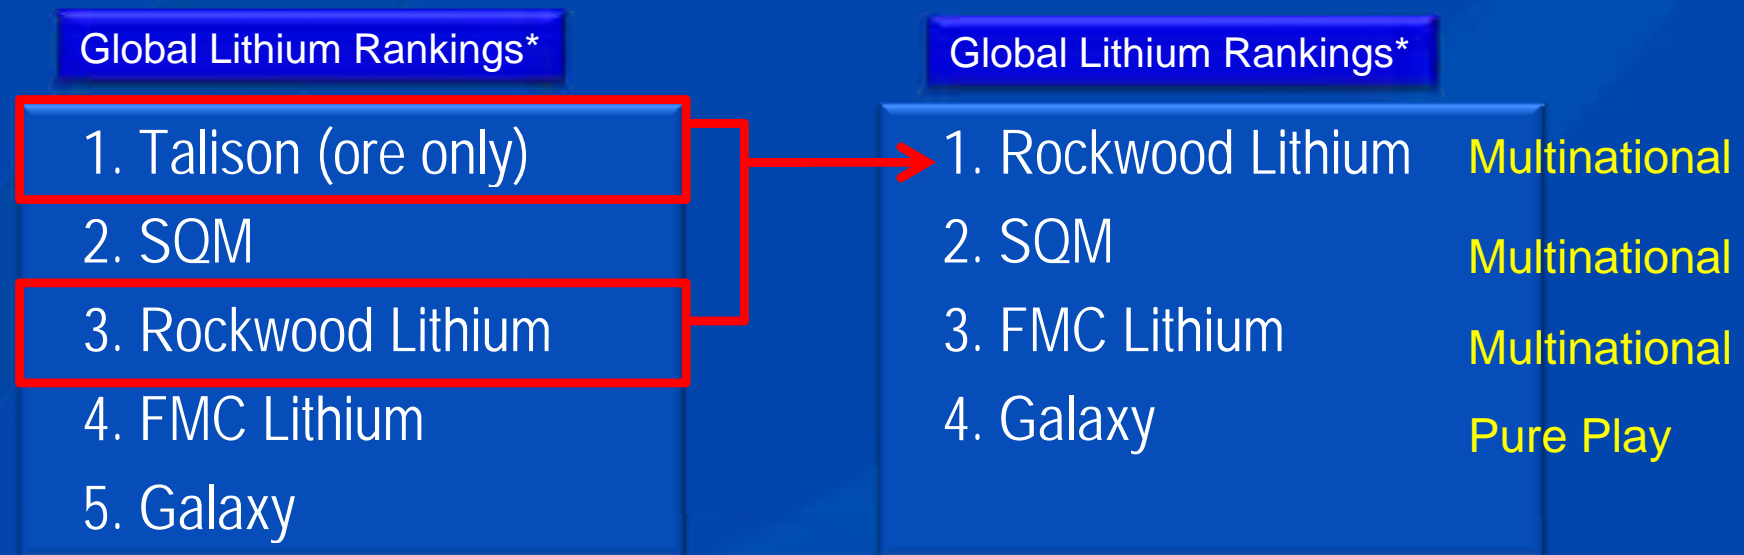 Global Lithium Rankings*
1. Talison (ore only)
2. SQM
3. Rockwood Lithium
4. FMC Lithium
5. Galaxy
Global Lithium Rankings*
1. Rockwood Lithium Multinational
2. SQM Multinational
3. FMC Lithium Multinational
4. Galaxy Pure Play